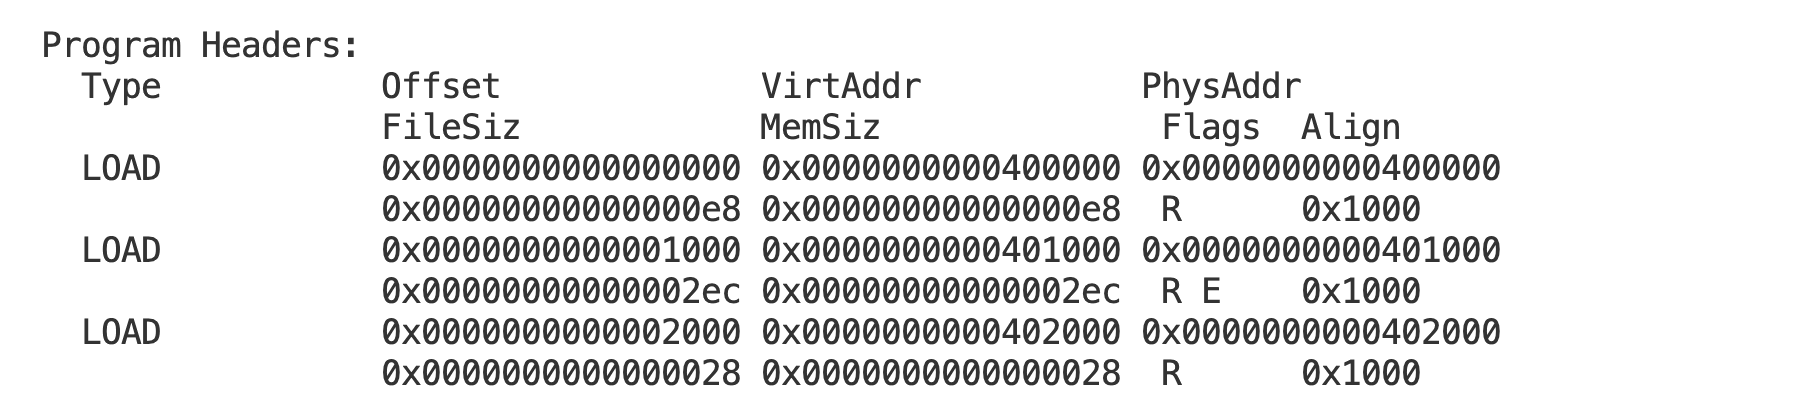 Program Headers:
  Type           Offset             VirtAddr           PhysAddr
                 FileSiz            MemSiz              Flags  Align
  LOAD           0x0000000000000000 0x0000000000400000 0x0000000000400000
                 0x00000000000000e8 0x00000000000000e8  R      0x1000
  LOAD           0x0000000000001000 0x0000000000401000 0x0000000000401000
                 0x00000000000002ec 0x00000000000002ec  R E    0x1000
  LOAD           0x0000000000002000 0x0000000000402000 0x0000000000402000
                 0x0000000000000028 0x0000000000000028  R      0x1000